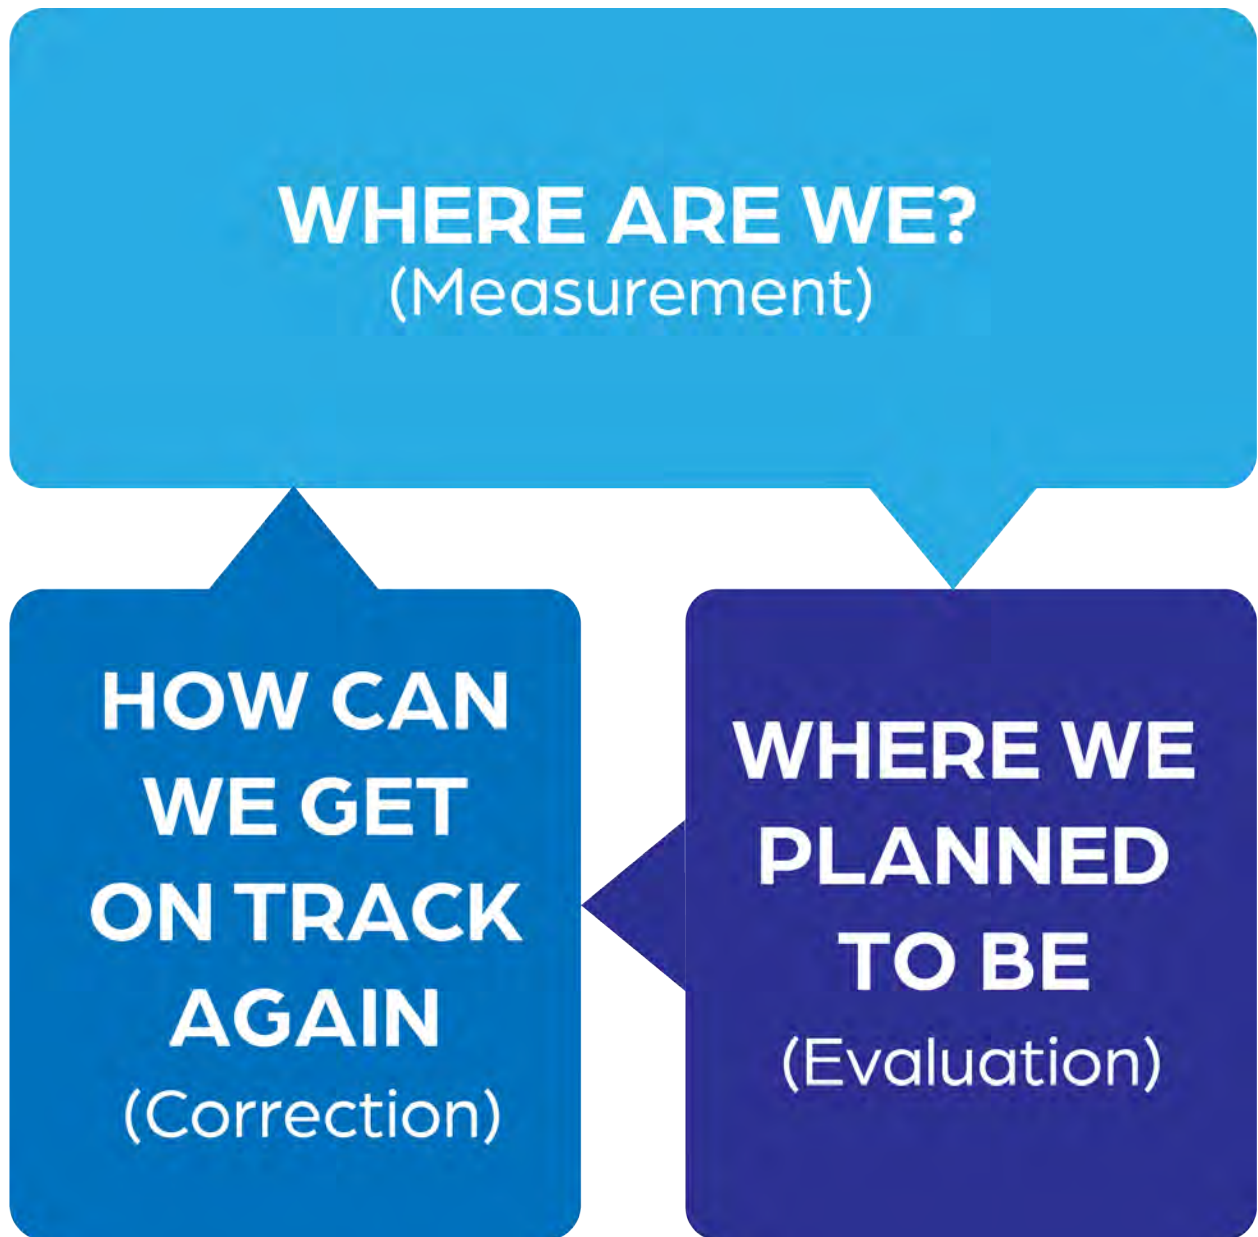 WHERE ARE WE?
(Measurement)
HOW CAN
WE GET
ON TRACK
AGAIN
(Correction)
WHERE WE
PLANNED
TO BE
(Evaluation)